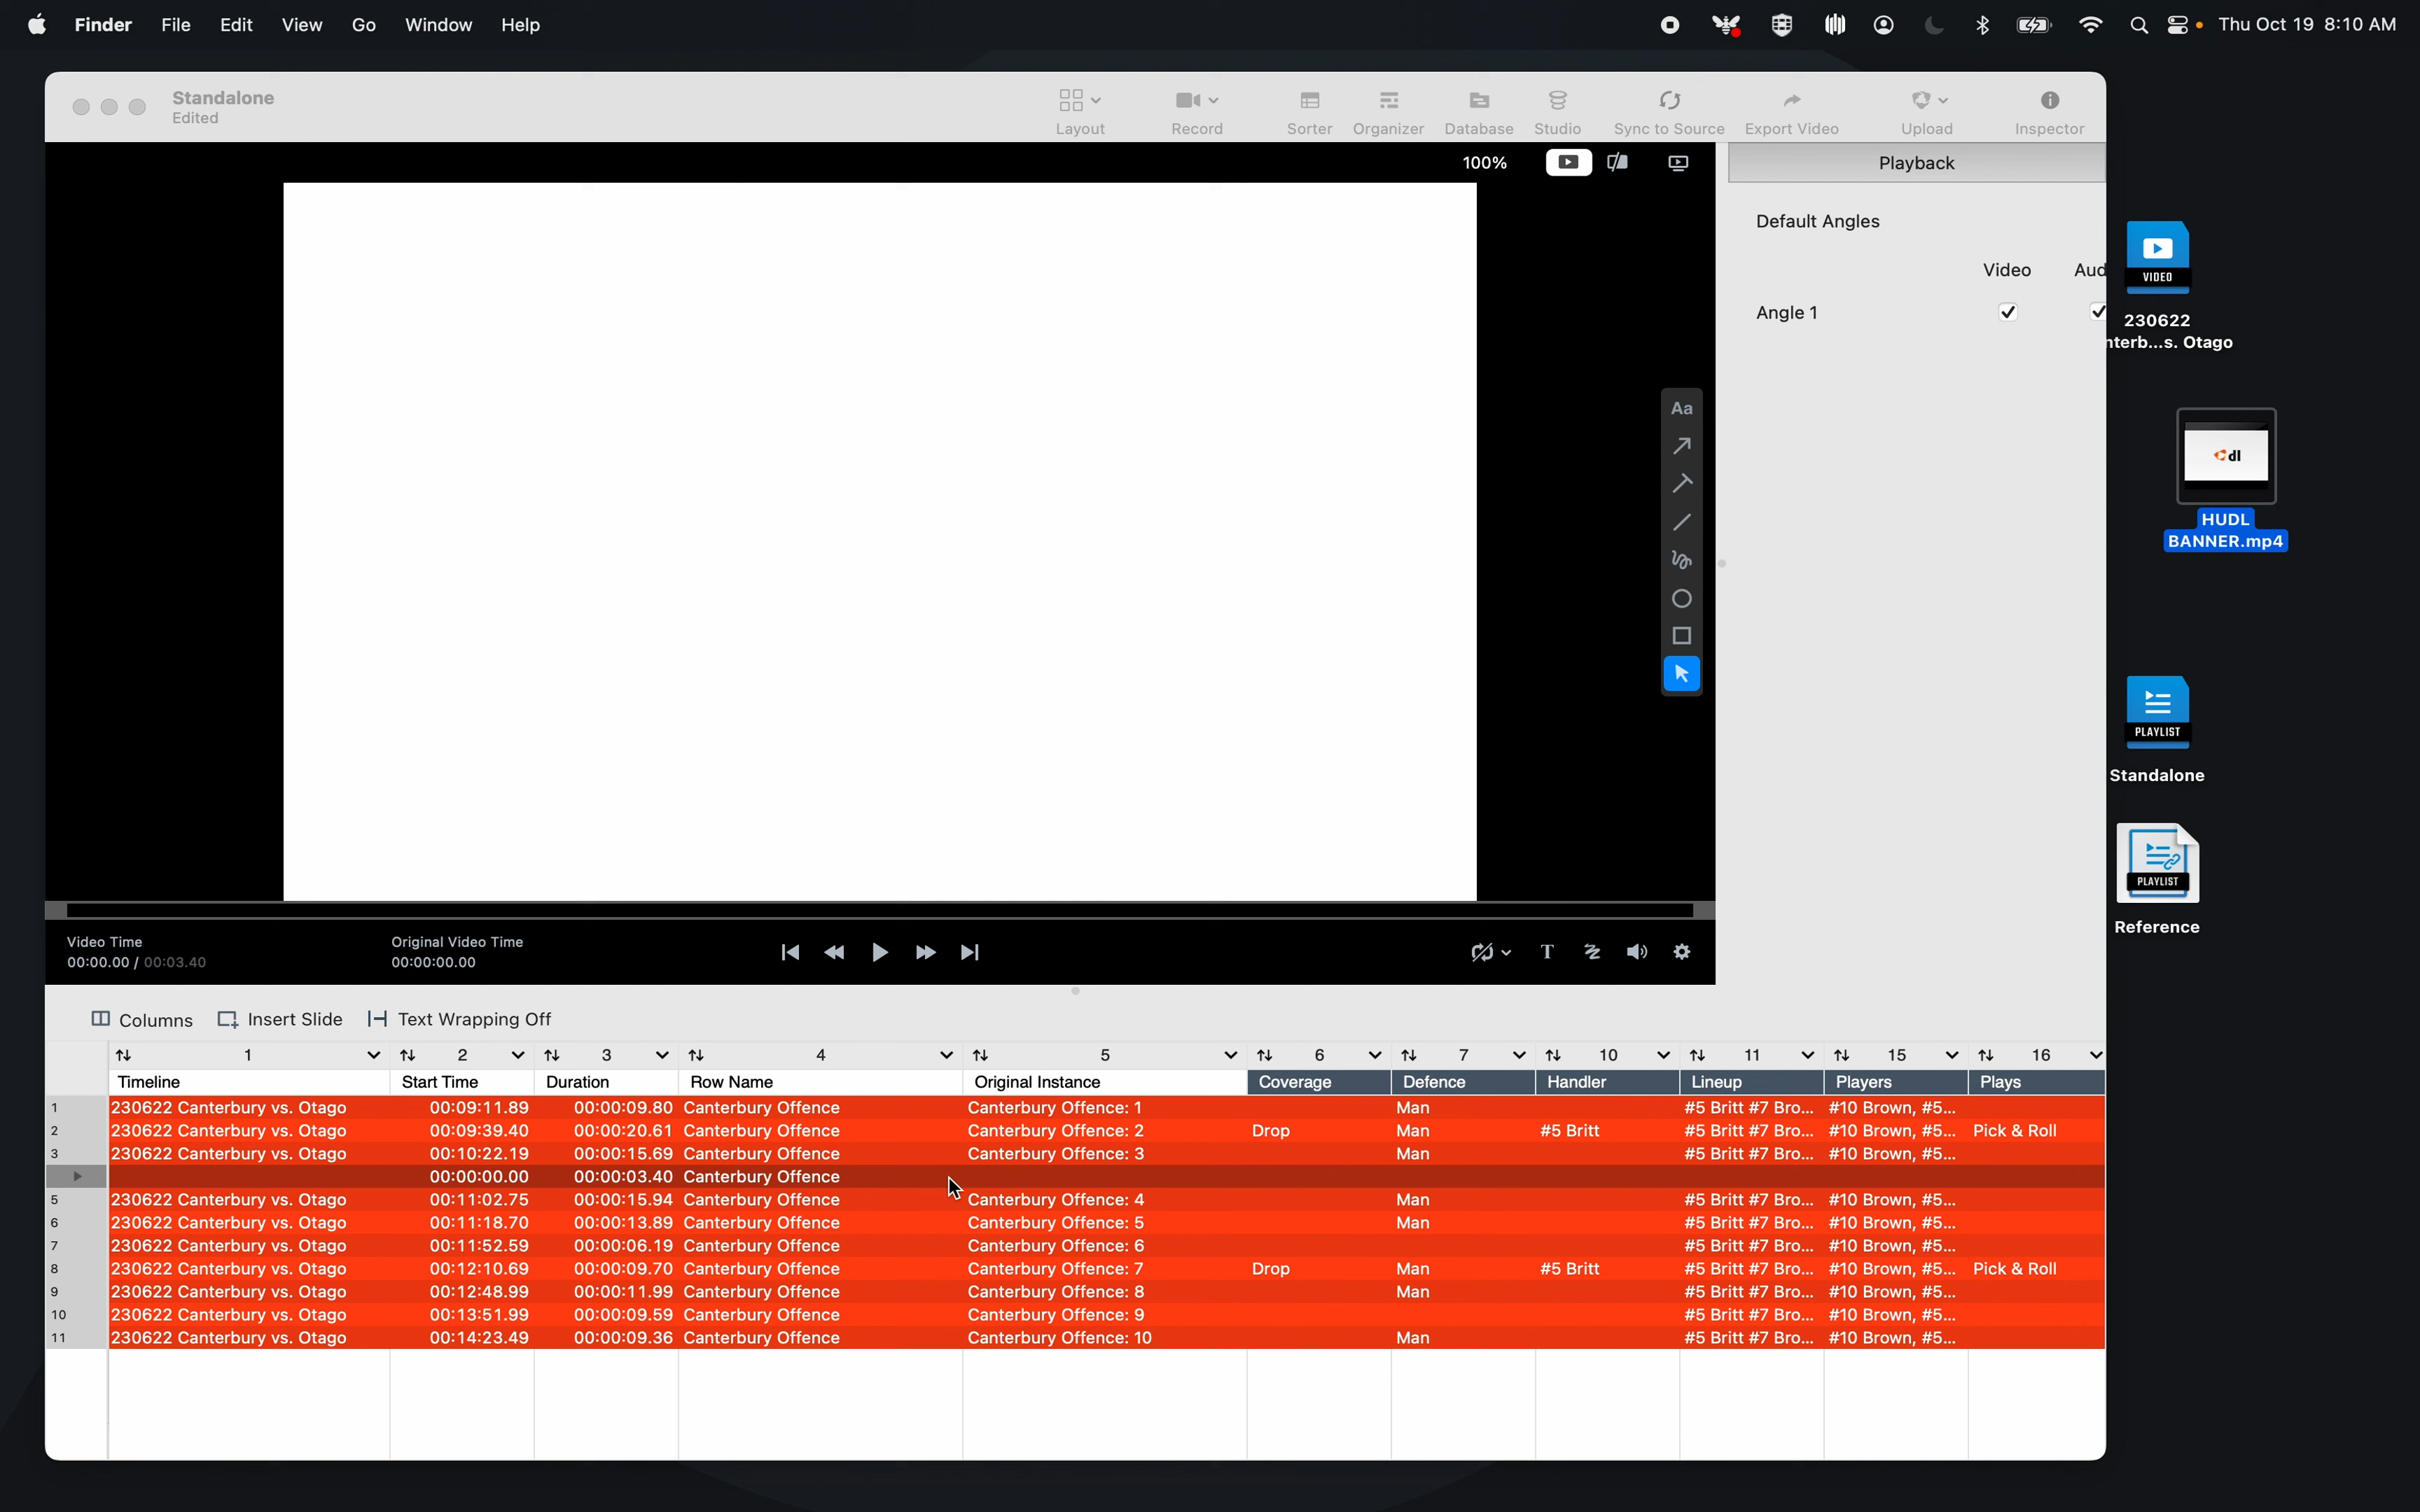 Finder File Edit View Go Window Help Thu Oct 19 8:10 AM
Standalone
Edited
Layout Record Sorter Organizer Database Studio Sync to Source Export Video Upload Inspector
100%
Playback
Default Angles
Video Aud
Angle 1
Aa
VIDEO
230622
nterb...s. Otago
dl
HUDL
BANNER.mp4
PLAYLIST
Standalone
PLAYLIST
Reference
Video Time
00:00.00 / 00:03.40
Original Video Time
00:00:00.00
T
Columns Insert Slide Text Wrapping Off
1 2 3 4 5 6 7 10 11 15 16
Timeline Start Time Duration Row Name Original Instance Coverage Defence Handler Lineup Players Plays
1 230622 Canterbury vs. Otago 00:09:11.89 00:00:09.80 Canterbury Offence Canterbury Offence: 1 Man #5 Britt #7 Bro... #10 Brown, #5...
2 230622 Canterbury vs. Otago 00:09:39.40 00:00:20.61 Canterbury Offence Canterbury Offence: 2 Drop Man #5 Britt #5 Britt #7 Bro... #10 Brown, #5... Pick & Roll
3 230622 Canterbury vs. Otago 00:10:22.19 00:00:15.69 Canterbury Offence Canterbury Offence: 3 Man #5 Britt #7 Bro... #10 Brown, #5...
00:00:00.00 00:00:03.40 Canterbury Offence
5 230622 Canterbury vs. Otago 00:11:02.75 00:00:15.94 Canterbury Offence Canterbury Offence: 4 Man #5 Britt #7 Bro... #10 Brown, #5...
6 230622 Canterbury vs. Otago 00:11:18.70 00:00:13.89 Canterbury Offence Canterbury Offence: 5 Man #5 Britt #7 Bro... #10 Brown, #5...
7 230622 Canterbury vs. Otago 00:11:52.59 00:00:06.19 Canterbury Offence Canterbury Offence: 6 #5 Britt #7 Bro... #10 Brown, #5...
8 230622 Canterbury vs. Otago 00:12:10.69 00:00:09.70 Canterbury Offence Canterbury Offence: 7 Drop Man #5 Britt #5 Britt #7 Bro... #10 Brown, #5... Pick & Roll
9 230622 Canterbury vs. Otago 00:12:48.99 00:00:11.99 Canterbury Offence Canterbury Offence: 8 Man #5 Britt #7 Bro... #10 Brown, #5...
10 230622 Canterbury vs. Otago 00:13:51.99 00:00:09.59 Canterbury Offence Canterbury Offence: 9 #5 Britt #7 Bro... #10 Brown, #5...
11 230622 Canterbury vs. Otago 00:14:23.49 00:00:09.36 Canterbury Offence Canterbury Offence: 10 Man #5 Britt #7 Bro... #10 Brown, #5...